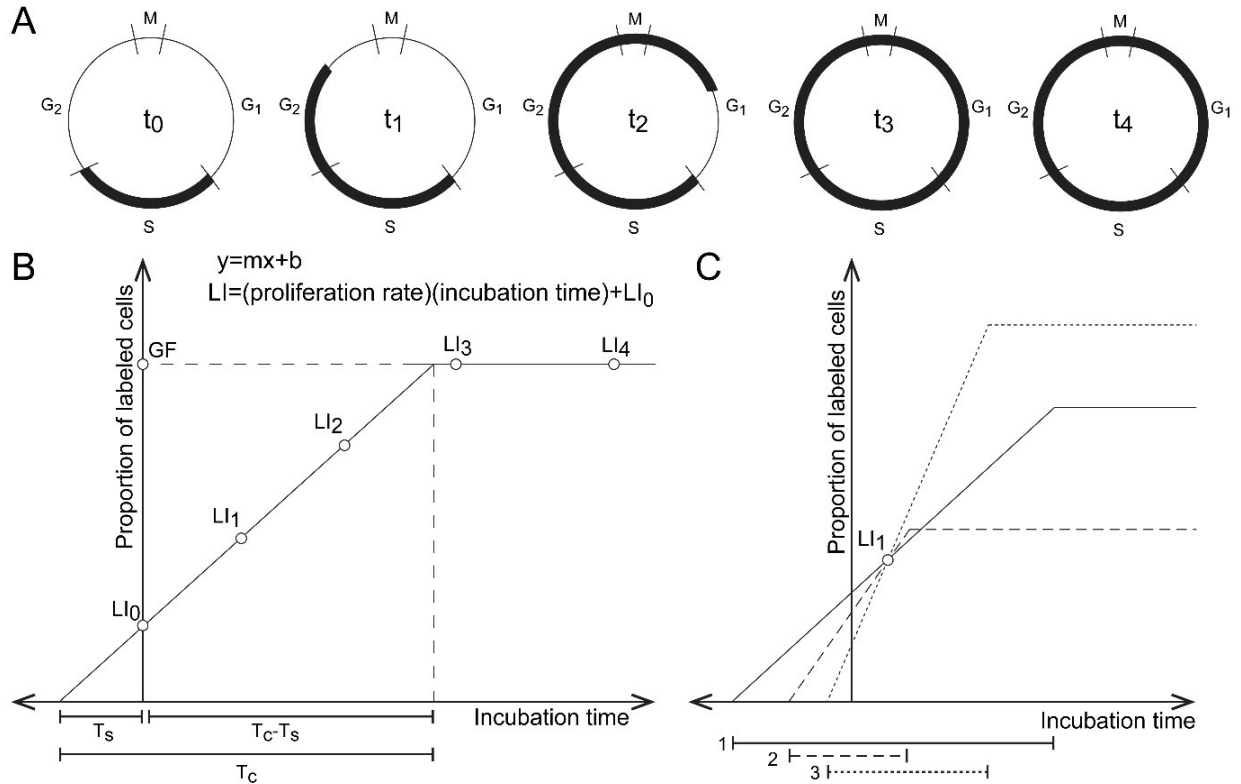 A
M
G2
G1
t0
S
M
G2
G1
t1
S
M
G2
G1
t2
S
M
G2
G1
t3
S
M
G2
G1
t4
S
B
y=mx+b
LI=(proliferation rate)(incubation time)+LI0
Proportion of labeled cells
GF
LI3
LI4
LI2
LI1
LI0
Incubation time
Ts
Tc-Ts
Tc
C
Proportion of labeled cells
LI1
Incubation time
1
2
3